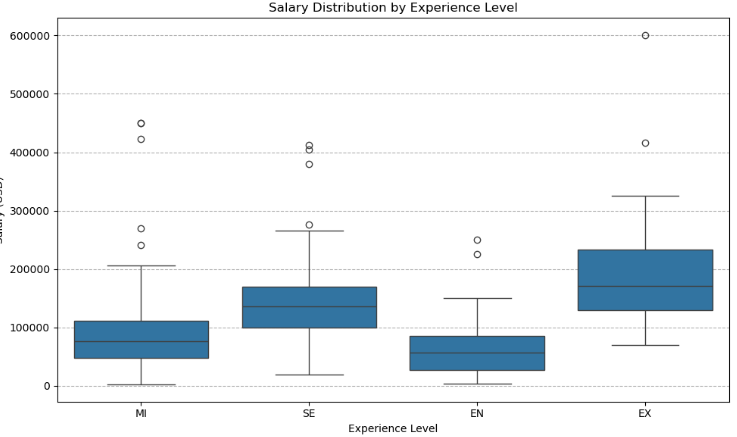 Salary Distribution by Experience Level
600000
500000
400000
300000
200000
100000
0
MI SE EN EX
Experience Level